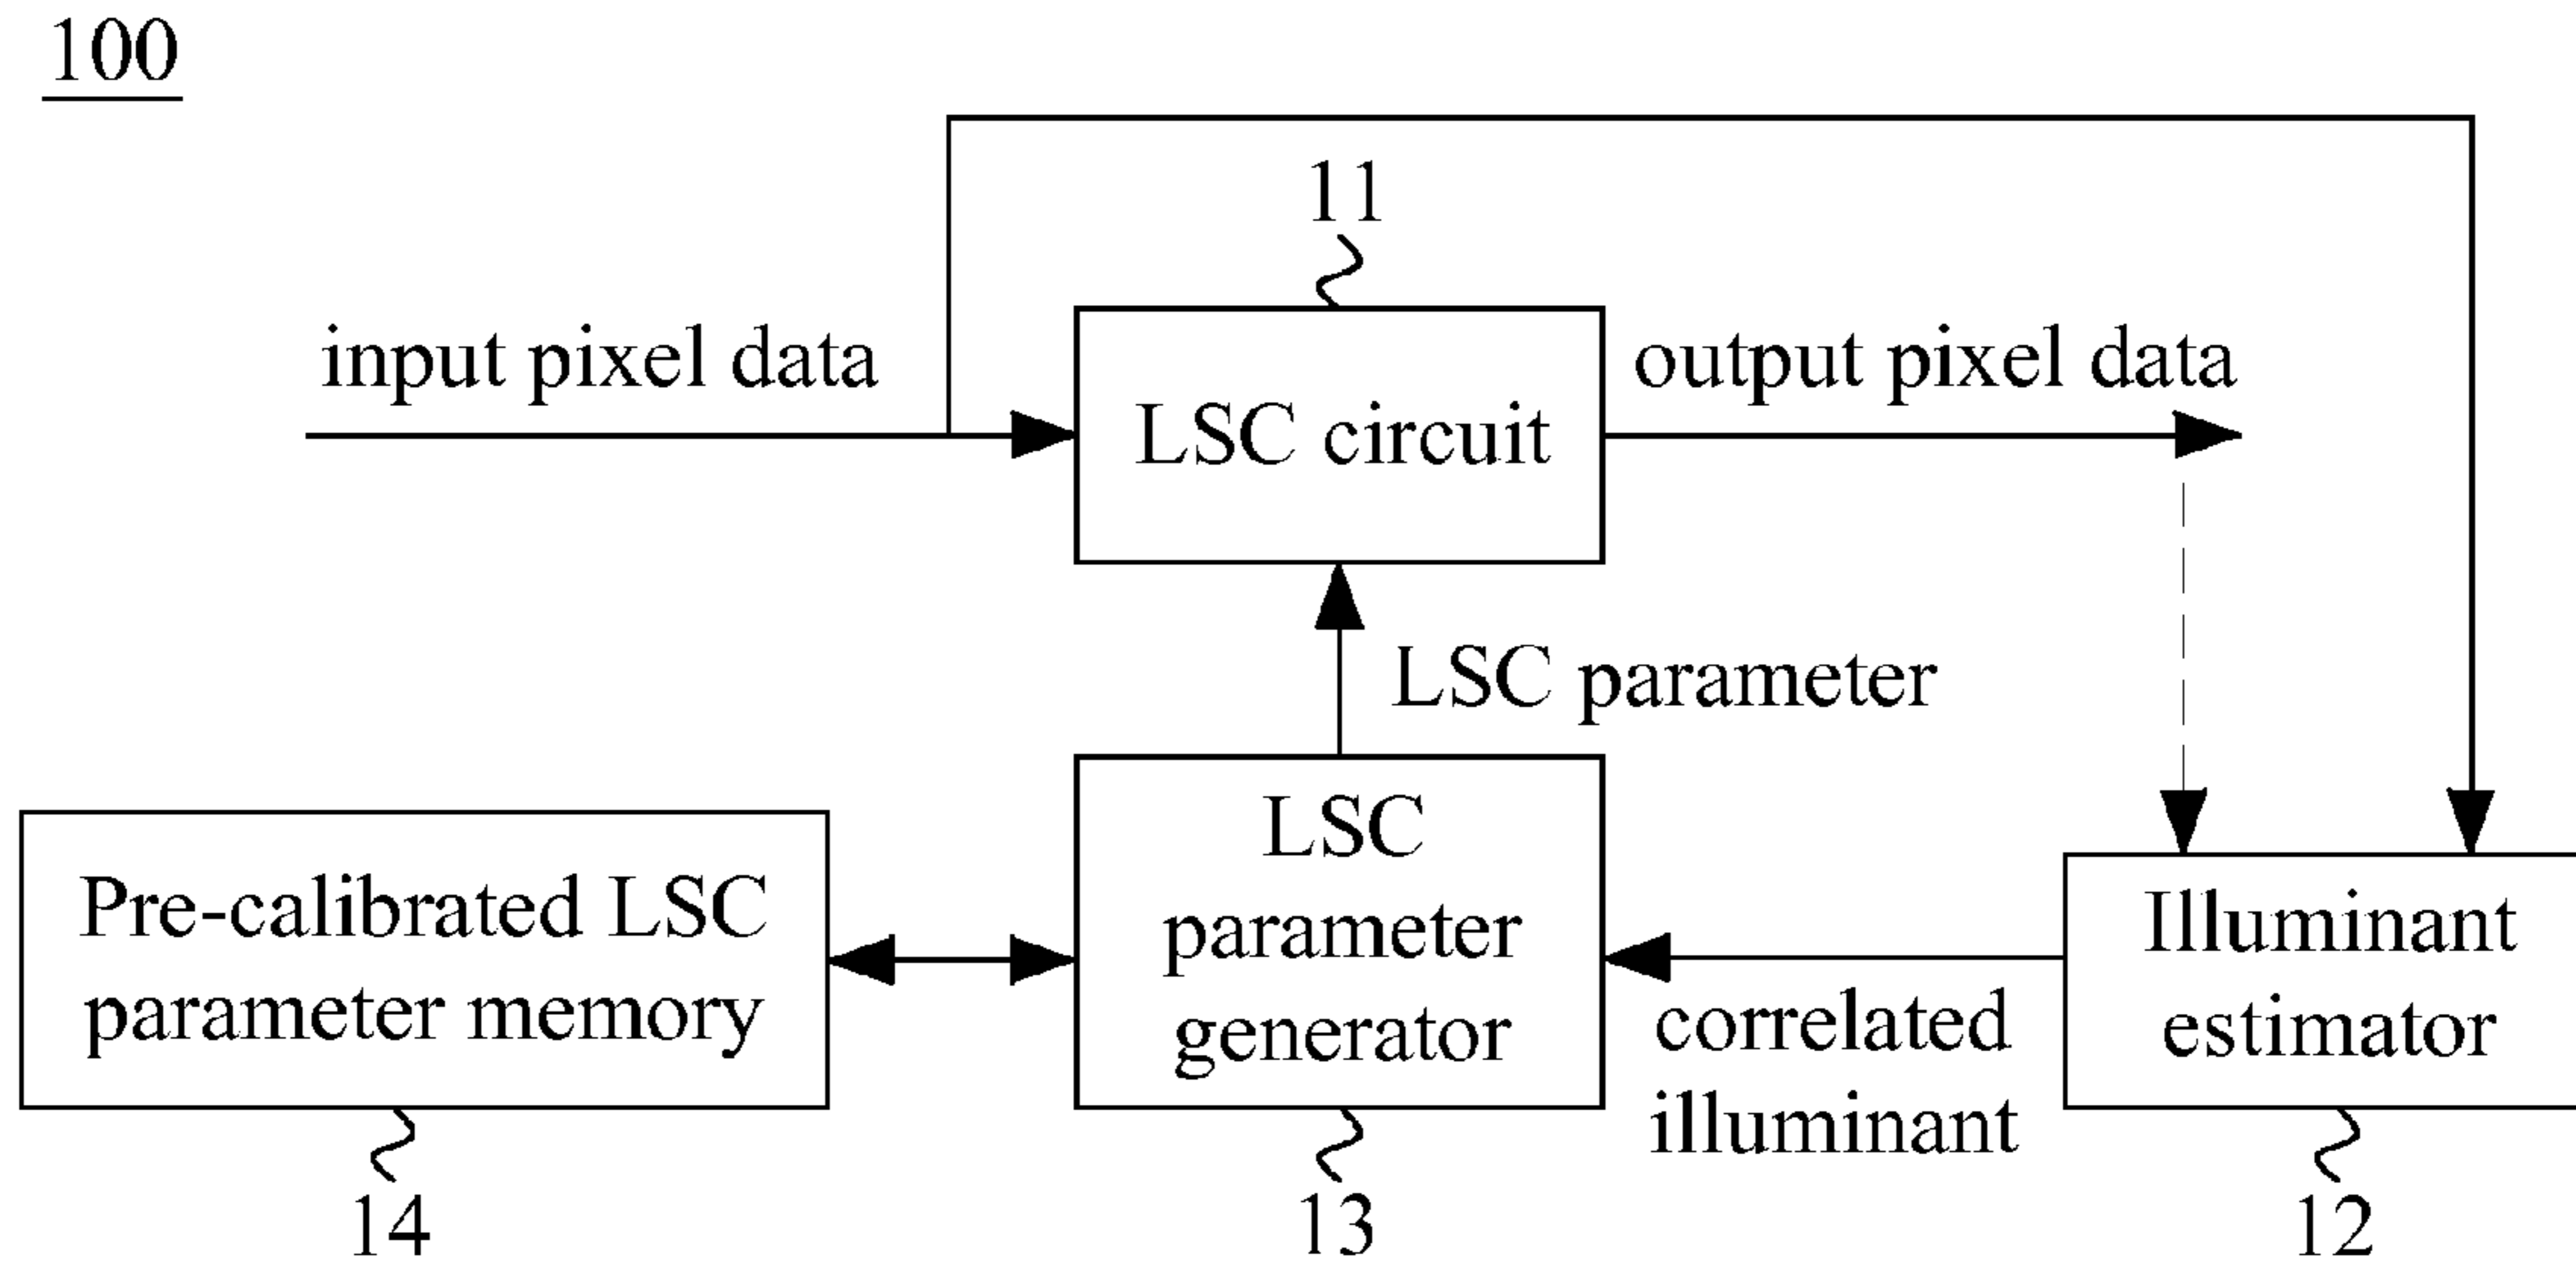 100
11
input pixel data
LSC circuit
output pixel data
LSC parameter
Pre-calibrated LSC
parameter memory
LSC
parameter
generator
correlated
illuminant
Illuminant
estimator
14
13
12